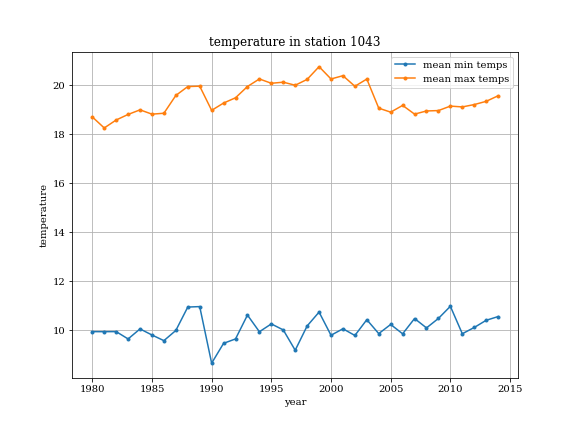 temperature in station 1043
mean min temps
mean max temps
20
18
16
14
12
10
temperature
1980 1985 1990 1995 2000 2005 2010 2015
year